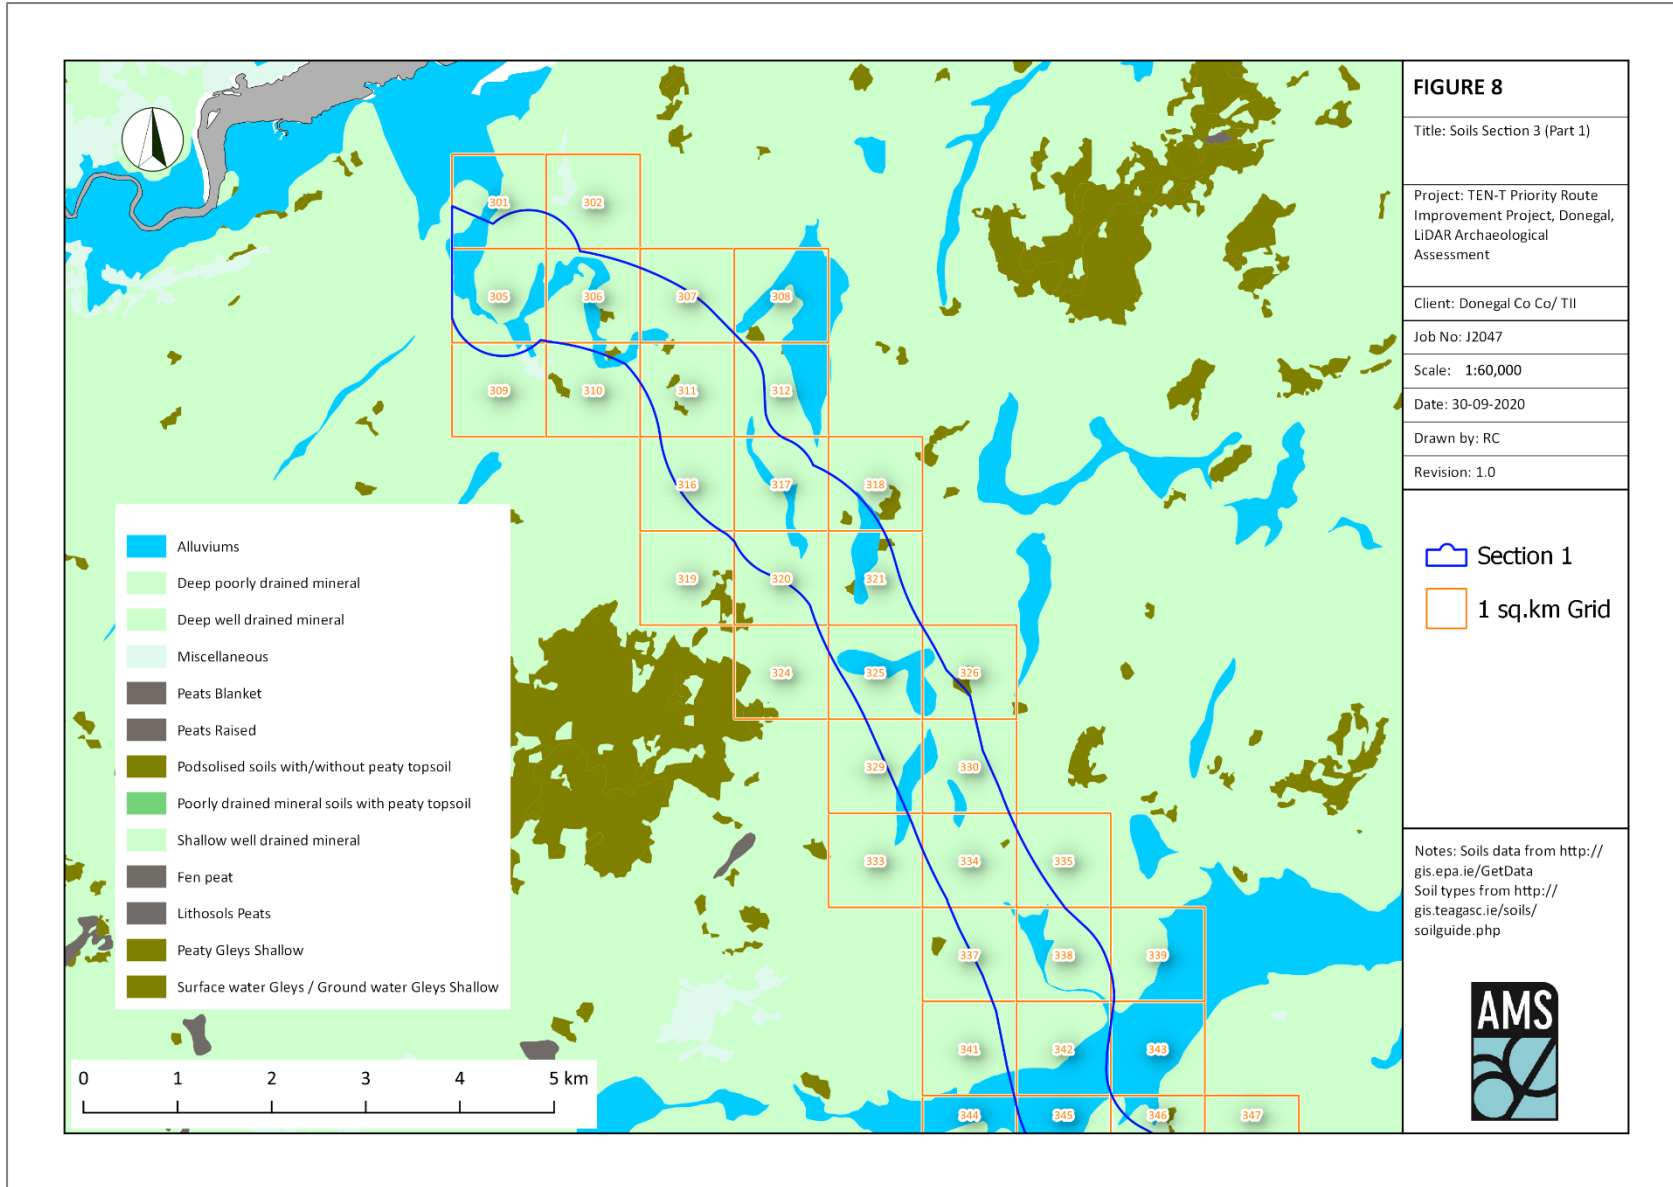 301
302
305
306
307
308
309
310
311
312
316
317
318
319
320
321
324
325
326
329
330
333
334
335
337
338
339
341
342
343
344
345
346
347
Alluviums
Deep poorly drained mineral
Deep well drained mineral
Miscellaneous
Peats Blanket
Peats Raised
Podsolised soils with/without peaty topsoil
Poorly drained mineral soils with peaty topsoil
Shallow well drained mineral
Fen peat
Lithosols Peats
Peaty Gleys Shallow
Surface water Gleys / Ground water Gleys Shallow
0 1 2 3 4 5 km
FIGURE 8
Title: Soils Section 3 (Part 1)
Project: TEN-T Priority Route
Improvement Project, Donegal,
LiDAR Archaeological
Assessment
Client: Donegal Co Co/ TII
Job No: J2047
Scale: 1:60,000
Date: 30-09-2020
Drawn by: RC
Revision: 1.0
Section 1
1 sq.km Grid
Notes: Soils data from http://
gis.epa.ie/GetData
Soil types from http://
gis.teagasc.ie/soils/
soilguide.php
AMS